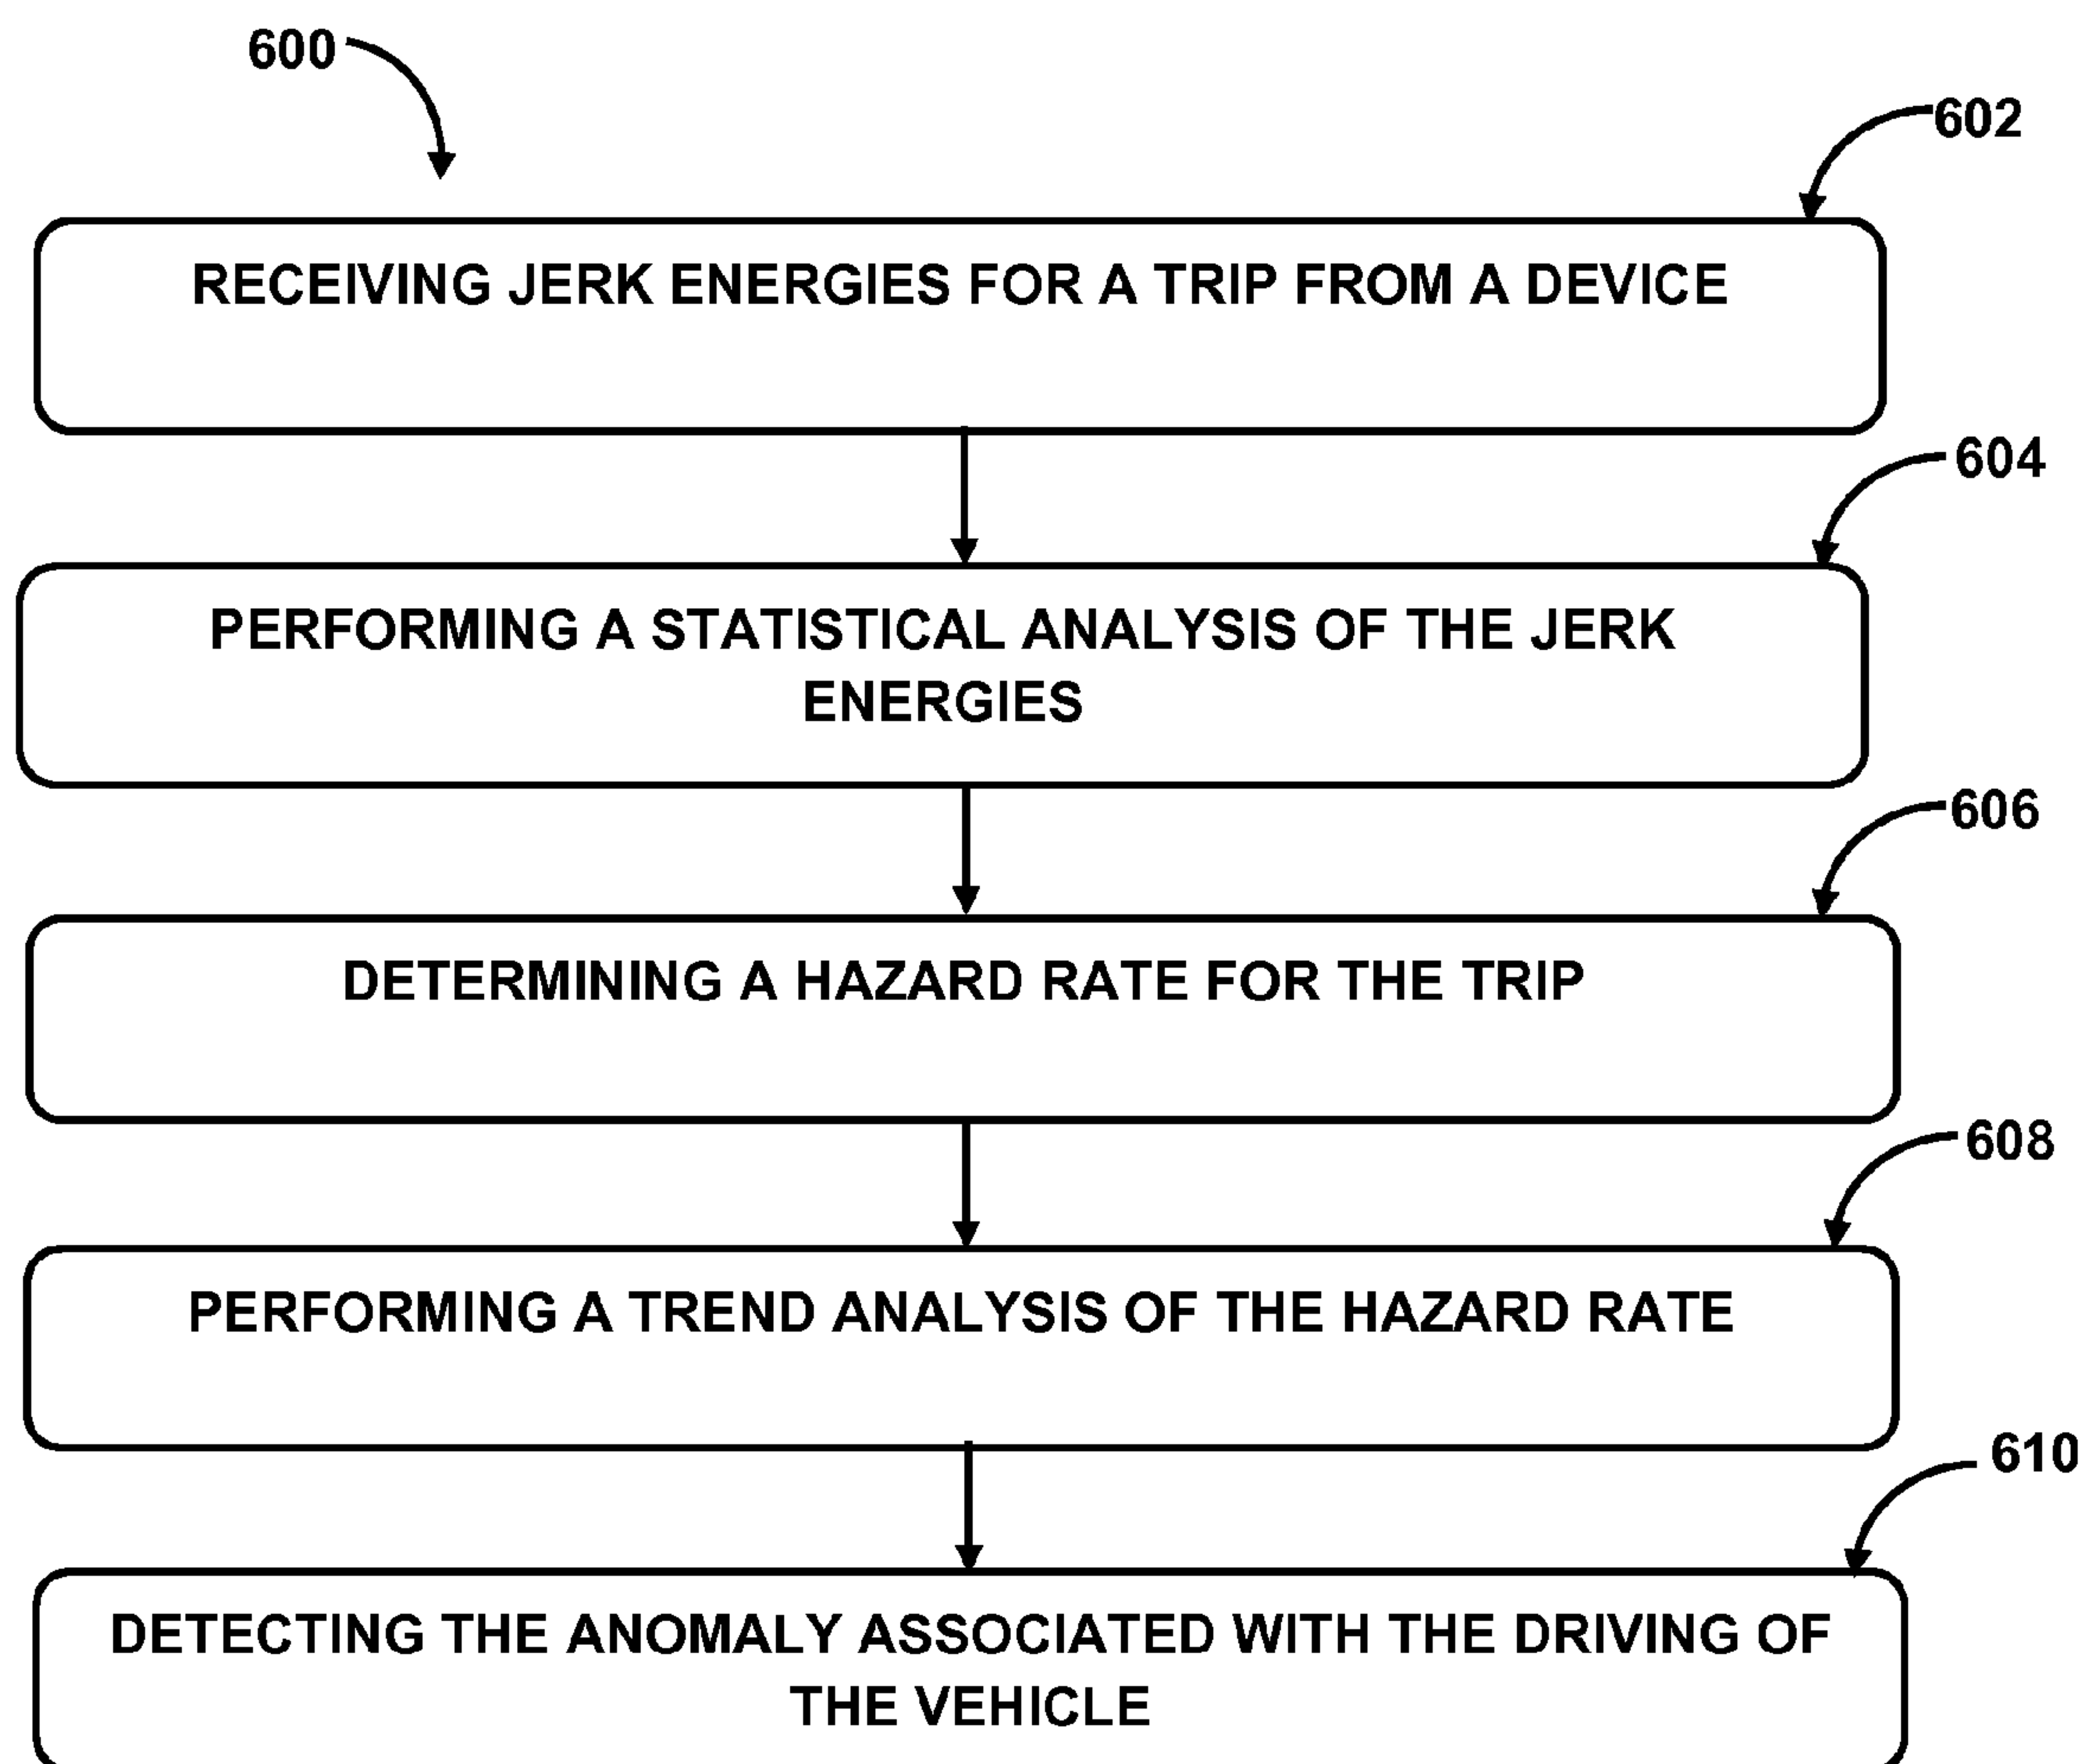 600
602
RECEIVING JERK ENERGIES FOR A TRIP FROM A DEVICE
604
PERFORMING A STATISTICAL ANALYSIS OF THE JERK
ENERGIES
606
DETERMINING A HAZARD RATE FOR THE TRIP
608
PERFORMING A TREND ANALYSIS OF THE HAZARD RATE
610
DETECTING THE ANOMALY ASSOCIATED WITH THE DRIVING OF
THE VEHICLE